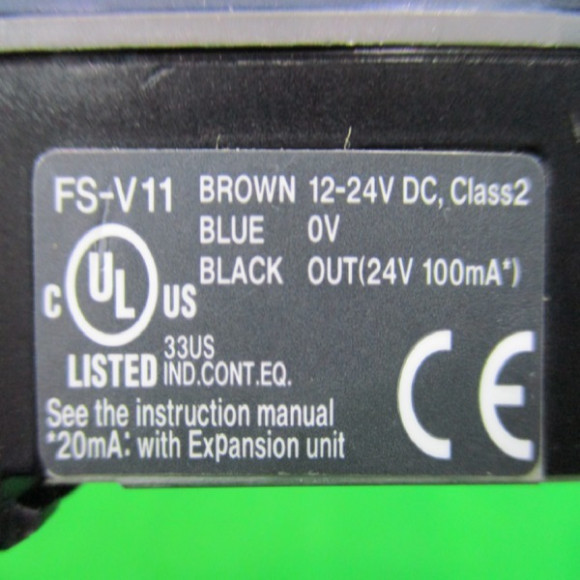 FS-V11 BROWN 12-24V DC, Class2
BLUE 0V
BLACK OUT(24V 100mA*)
C UL US
LISTED 33US IND.CONT.EQ.
CE
See the instruction manual
*20mA: with Expansion unit